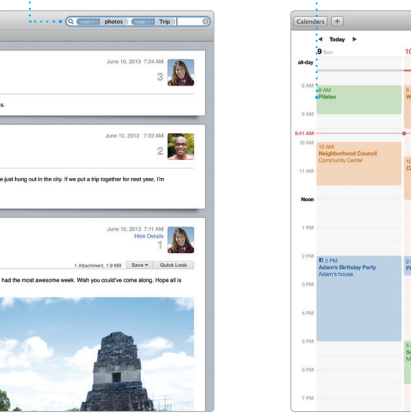 photos Trip
June 10, 2013 7:24 AM
3
s.
June 10, 2013 7:22 AM
2
e just hung out in the city. If we put a trip together for next year, I'm
June 10, 2013 7:11 AM
Hide Details
1
1 Attachment, 1.9 MB Save Quick Look
had the most awesome week. Wish you could've come along. Hope all is
Calendars +
Today
9 Sun 10
all-day
8 AM
Pilates
9 AM
9:41 AM
10 AM
10 AM
Neighborhood Council
Community Center
11 AM
Noon
1 PM
2 PM
2 PM
Adam's Birthday Party
Adam's house
3 PM
4 PM
5 PM
6 PM
7 PM